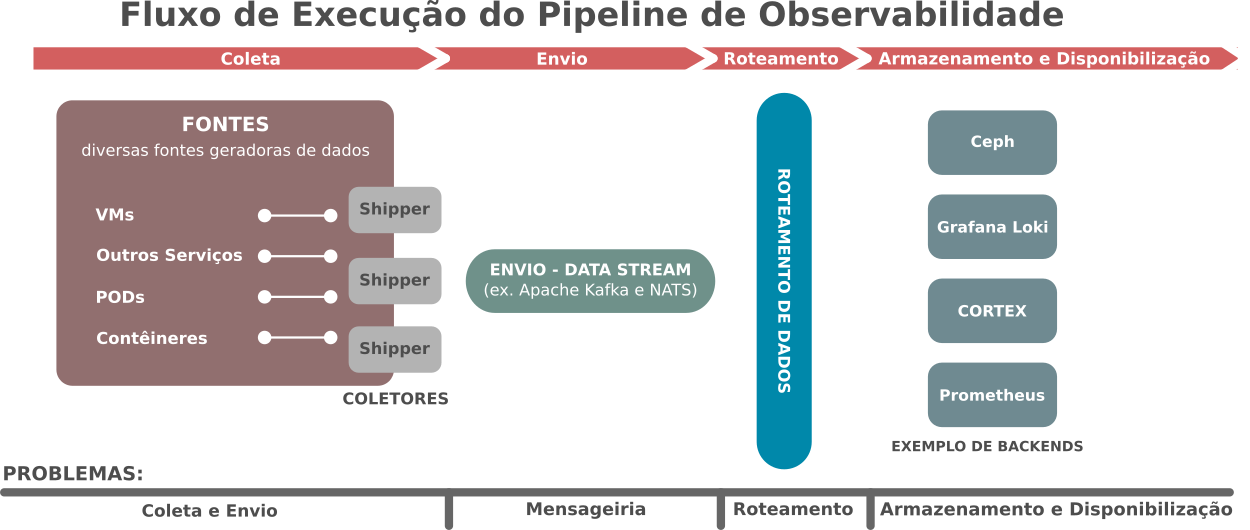 Fluxo de Execução do Pipeline de Observabilidade
Coleta
Envio
Roteamento
Armazenamento e Disponibilização
FONTES
diversas fontes geradoras de dados
VMs
Outros Serviços
PODs
Contêineres
Shipper
Shipper
Shipper
COLETORES
ENVIO - DATA STREAM
(ex. Apache Kafka e NATS)
ROTEAMENTO DE DADOS
Ceph
Grafana Loki
CORTEX
Prometheus
EXEMPLO DE BACKENDS
PROBLEMAS:
Coleta e Envio
Mensageiria
Roteamento
Armazenamento e Disponibilização